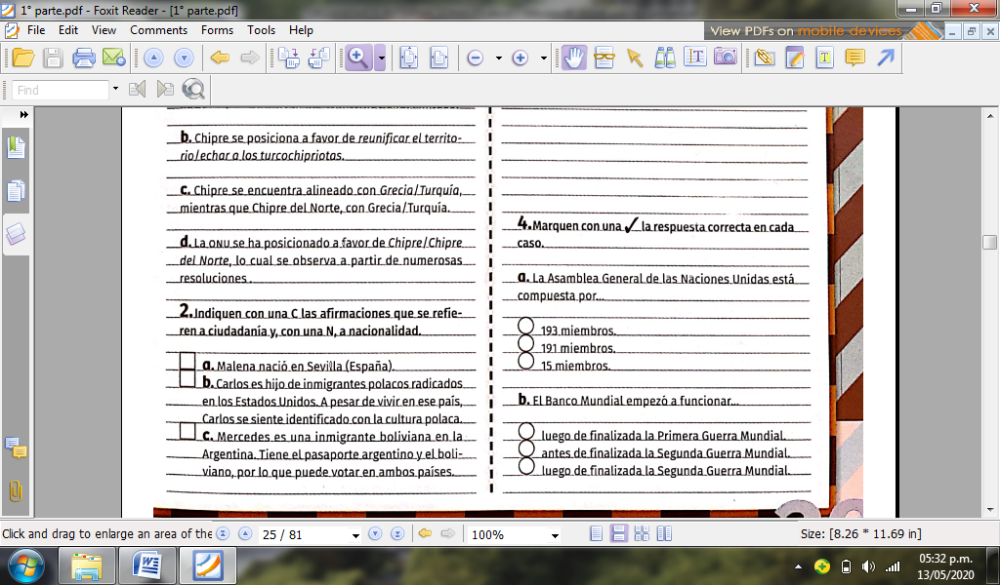 1° parte.pdf - Foxit Reader - [1° parte.pdf]
File Edit View Comments Forms Tools Help
View PDFs on mobile devices
Find
b. Chipre se posiciona a favor de reunificar el territo-
rio/echar a los turcochipriotas.
c. Chipre se encuentra alineado con Grecia/Turquía,
mientras que Chipre del Norte, con Grecia/Turquía.
d. La ONU se ha posicionado a favor de Chipre/Chipre
del Norte, lo cual se observa a partir de numerosas
resoluciones.
2. Indiquen con una C las afirmaciones que se refie-
ren a ciudadanía y, con una N, a nacionalidad.
a. Malena nació en Sevilla (España).
b. Carlos es hijo de inmigrantes polacos radicados
en los Estados Unidos. A pesar de vivir en ese país,
Carlos se siente identificado con la cultura polaca.
c. Mercedes es una inmigrante boliviana en la
Argentina. Tiene el pasaporte argentino y el boli-
viano, por lo que puede votar en ambos países.
4. Marquen con una ✓ la respuesta correcta en cada
caso.
a. La Asamblea General de las Naciones Unidas está
compuesta por...
193 miembros.
191 miembros.
15 miembros.
b. El Banco Mundial empezó a funcionar...
luego de finalizada la Primera Guerra Mundial.
antes de finalizada la Segunda Guerra Mundial.
luego de finalizada la Segunda Guerra Mundial.
Click and drag to enlarge an area of the
25 / 81
100%
Size: [8.26 * 11.69 in]
05:32 p.m.
13/05/2020